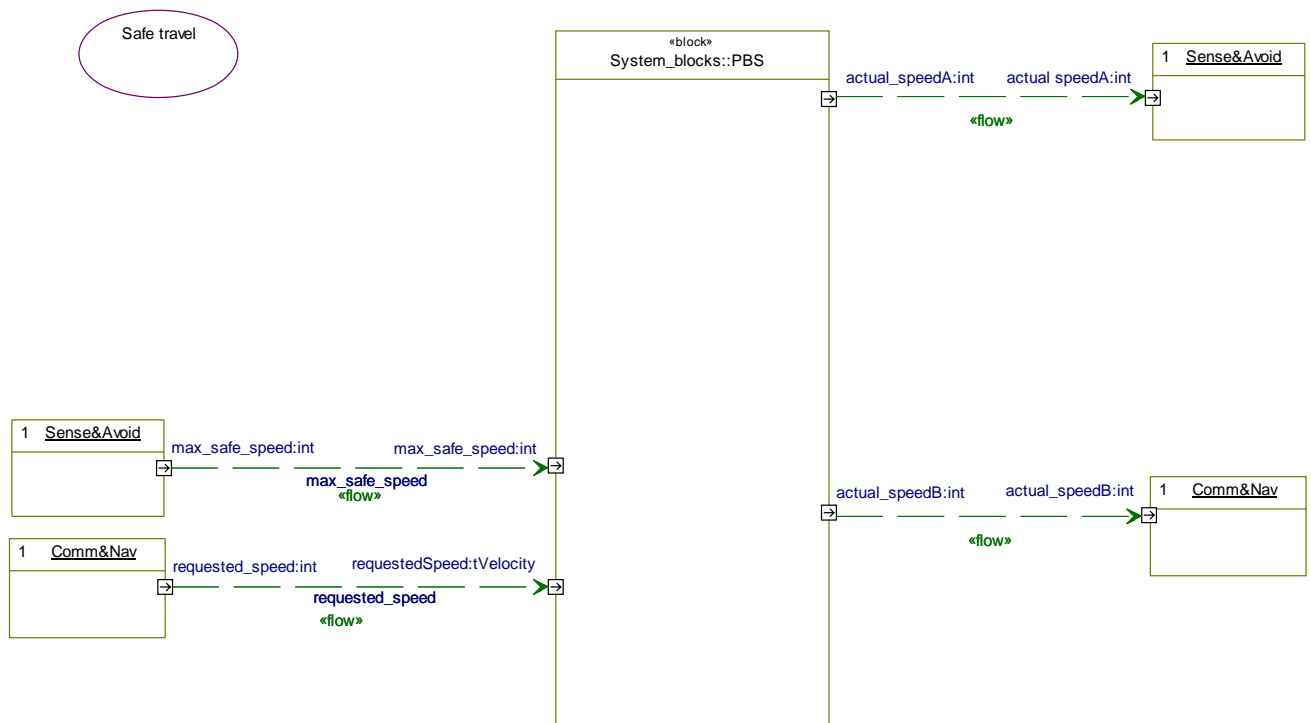 Safe travel
«block»
System_blocks::PBS
1 Sense&Avoid
actual_speedA:int
actual speedA:int
«flow»
1 Sense&Avoid
max_safe_speed:int
max_safe_speed:int
max_safe_speed
«flow»
actual_speedB:int
actual_speedB:int
«flow»
1 Comm&Nav
1 Comm&Nav
requested_speed:int
requestedSpeed:tVelocity
requested_speed
«flow»